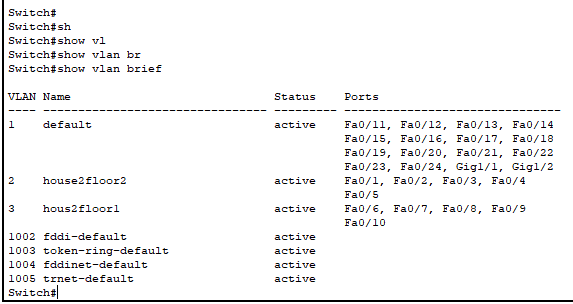 Switch#
Switch#sh
Switch#show vl
Switch#show vlan br
Switch#show vlan brief
VLAN Name                             Status    Ports
---- -------------------------------- --------- -------------------------------
1    default                          active    Fa0/11, Fa0/12, Fa0/13, Fa0/14
                                                Fa0/15, Fa0/16, Fa0/17, Fa0/18
                                                Fa0/19, Fa0/20, Fa0/21, Fa0/22
                                                Fa0/23, Fa0/24, Gig1/1, Gig1/2
2    house2floor2                     active    Fa0/1, Fa0/2, Fa0/3, Fa0/4
                                                Fa0/5
3    hous2floor1                      active    Fa0/6, Fa0/7, Fa0/8, Fa0/9
                                                Fa0/10
1002 fddi-default                     active
1003 token-ring-default               active
1004 fddinet-default                  active
1005 trnet-default                    active
Switch#